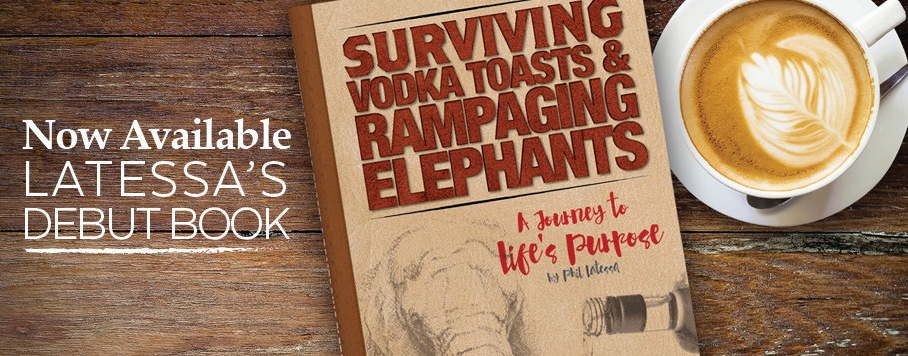 Now Available
LATESSA'S
DEBUT BOOK
SURVIVING
VODKA TOASTS &
RAMPAGING
ELEPHANTS
A Journey to
Life's Purpose
by Phil Latessa